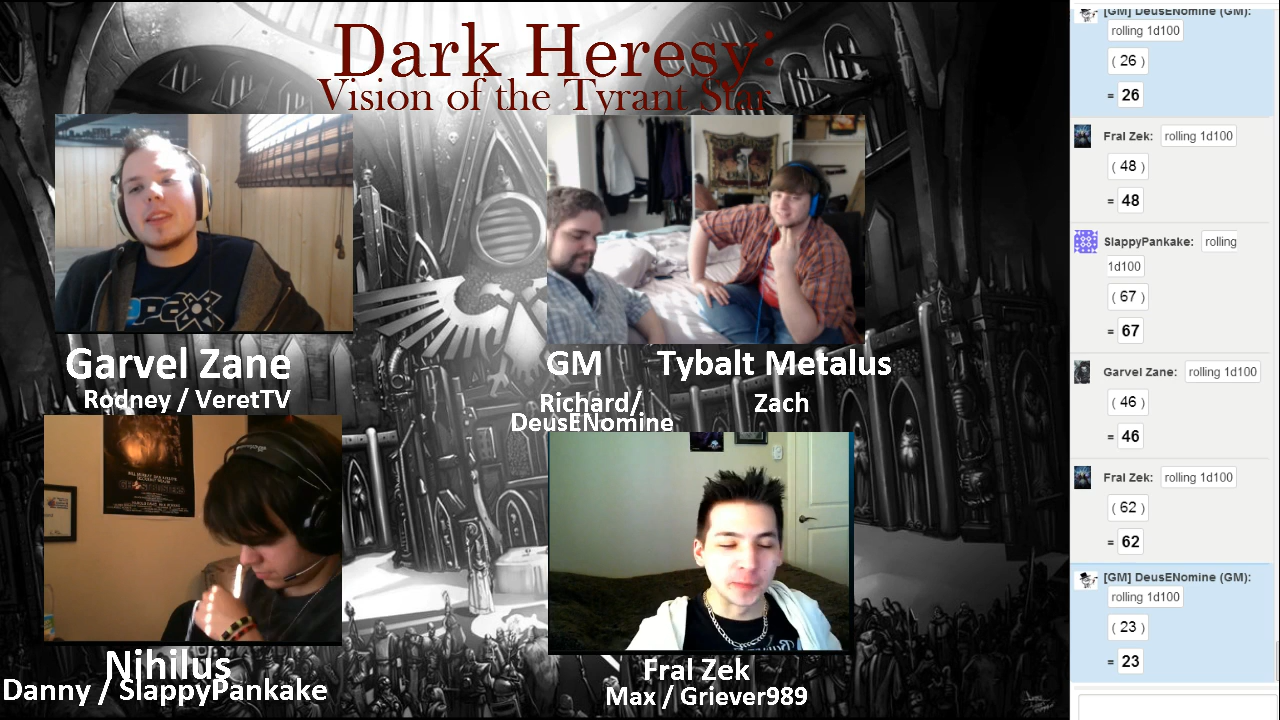 Dark Heresy:
Vision of the Tyrant Star
Garvel Zane
Rodney / VeretTV
GM
Richard/
DeusENomine
Tybalt Metalus
Zach
Nihilus
Danny / SlappyPankake
Fral Zek
Max / Griever989
[GM] DeusENomine (GM):
rolling 1d100
( 26 )
= 26
Fral Zek: rolling 1d100
( 48 )
= 48
SlappyPankake: rolling
1d100
( 67 )
= 67
Garvel Zane: rolling 1d100
( 46 )
= 46
Fral Zek: rolling 1d100
( 62 )
= 62
[GM] DeusENomine (GM):
rolling 1d100
( 23 )
= 23